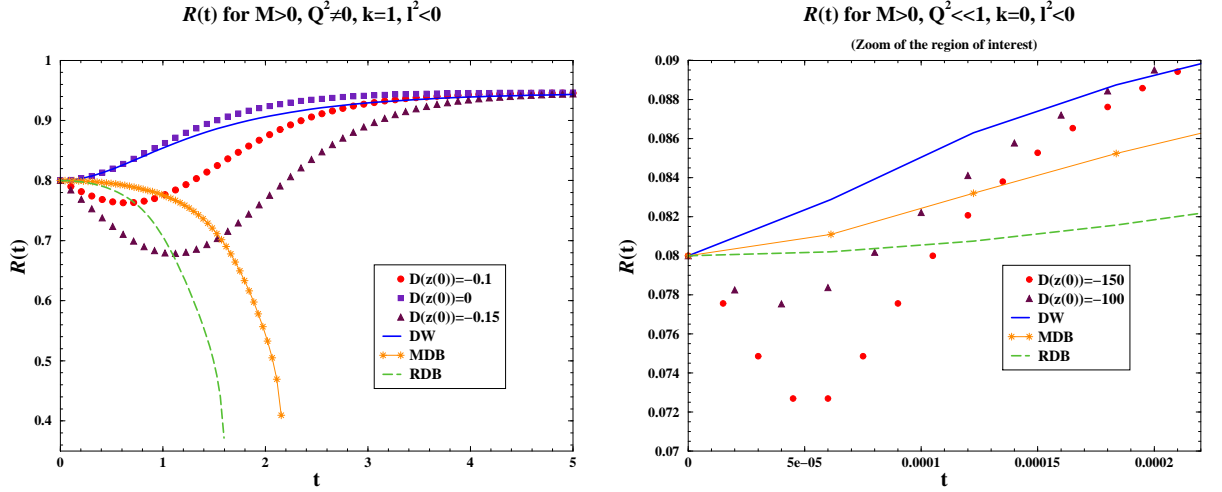 R(t) for M>0, Q²≠0, k=1, l²<0
1
0.9
0.8
0.7
0.6
0.5
0.4
R(t)
D(z(0))=−0.1
D(z(0))=0
D(z(0))=−0.15
DW
MDB
RDB
0 1 2 3 4 5
t
R(t) for M>0, Q²<<1, k=0, l²<0
(Zoom of the region of interest)
0.09
0.088
0.086
0.084
0.082
0.08
0.078
0.076
0.074
0.072
0.07
R(t)
D(z(0))=−150
D(z(0))=−100
DW
MDB
RDB
0 5e−05 0.0001 0.00015 0.0002
t